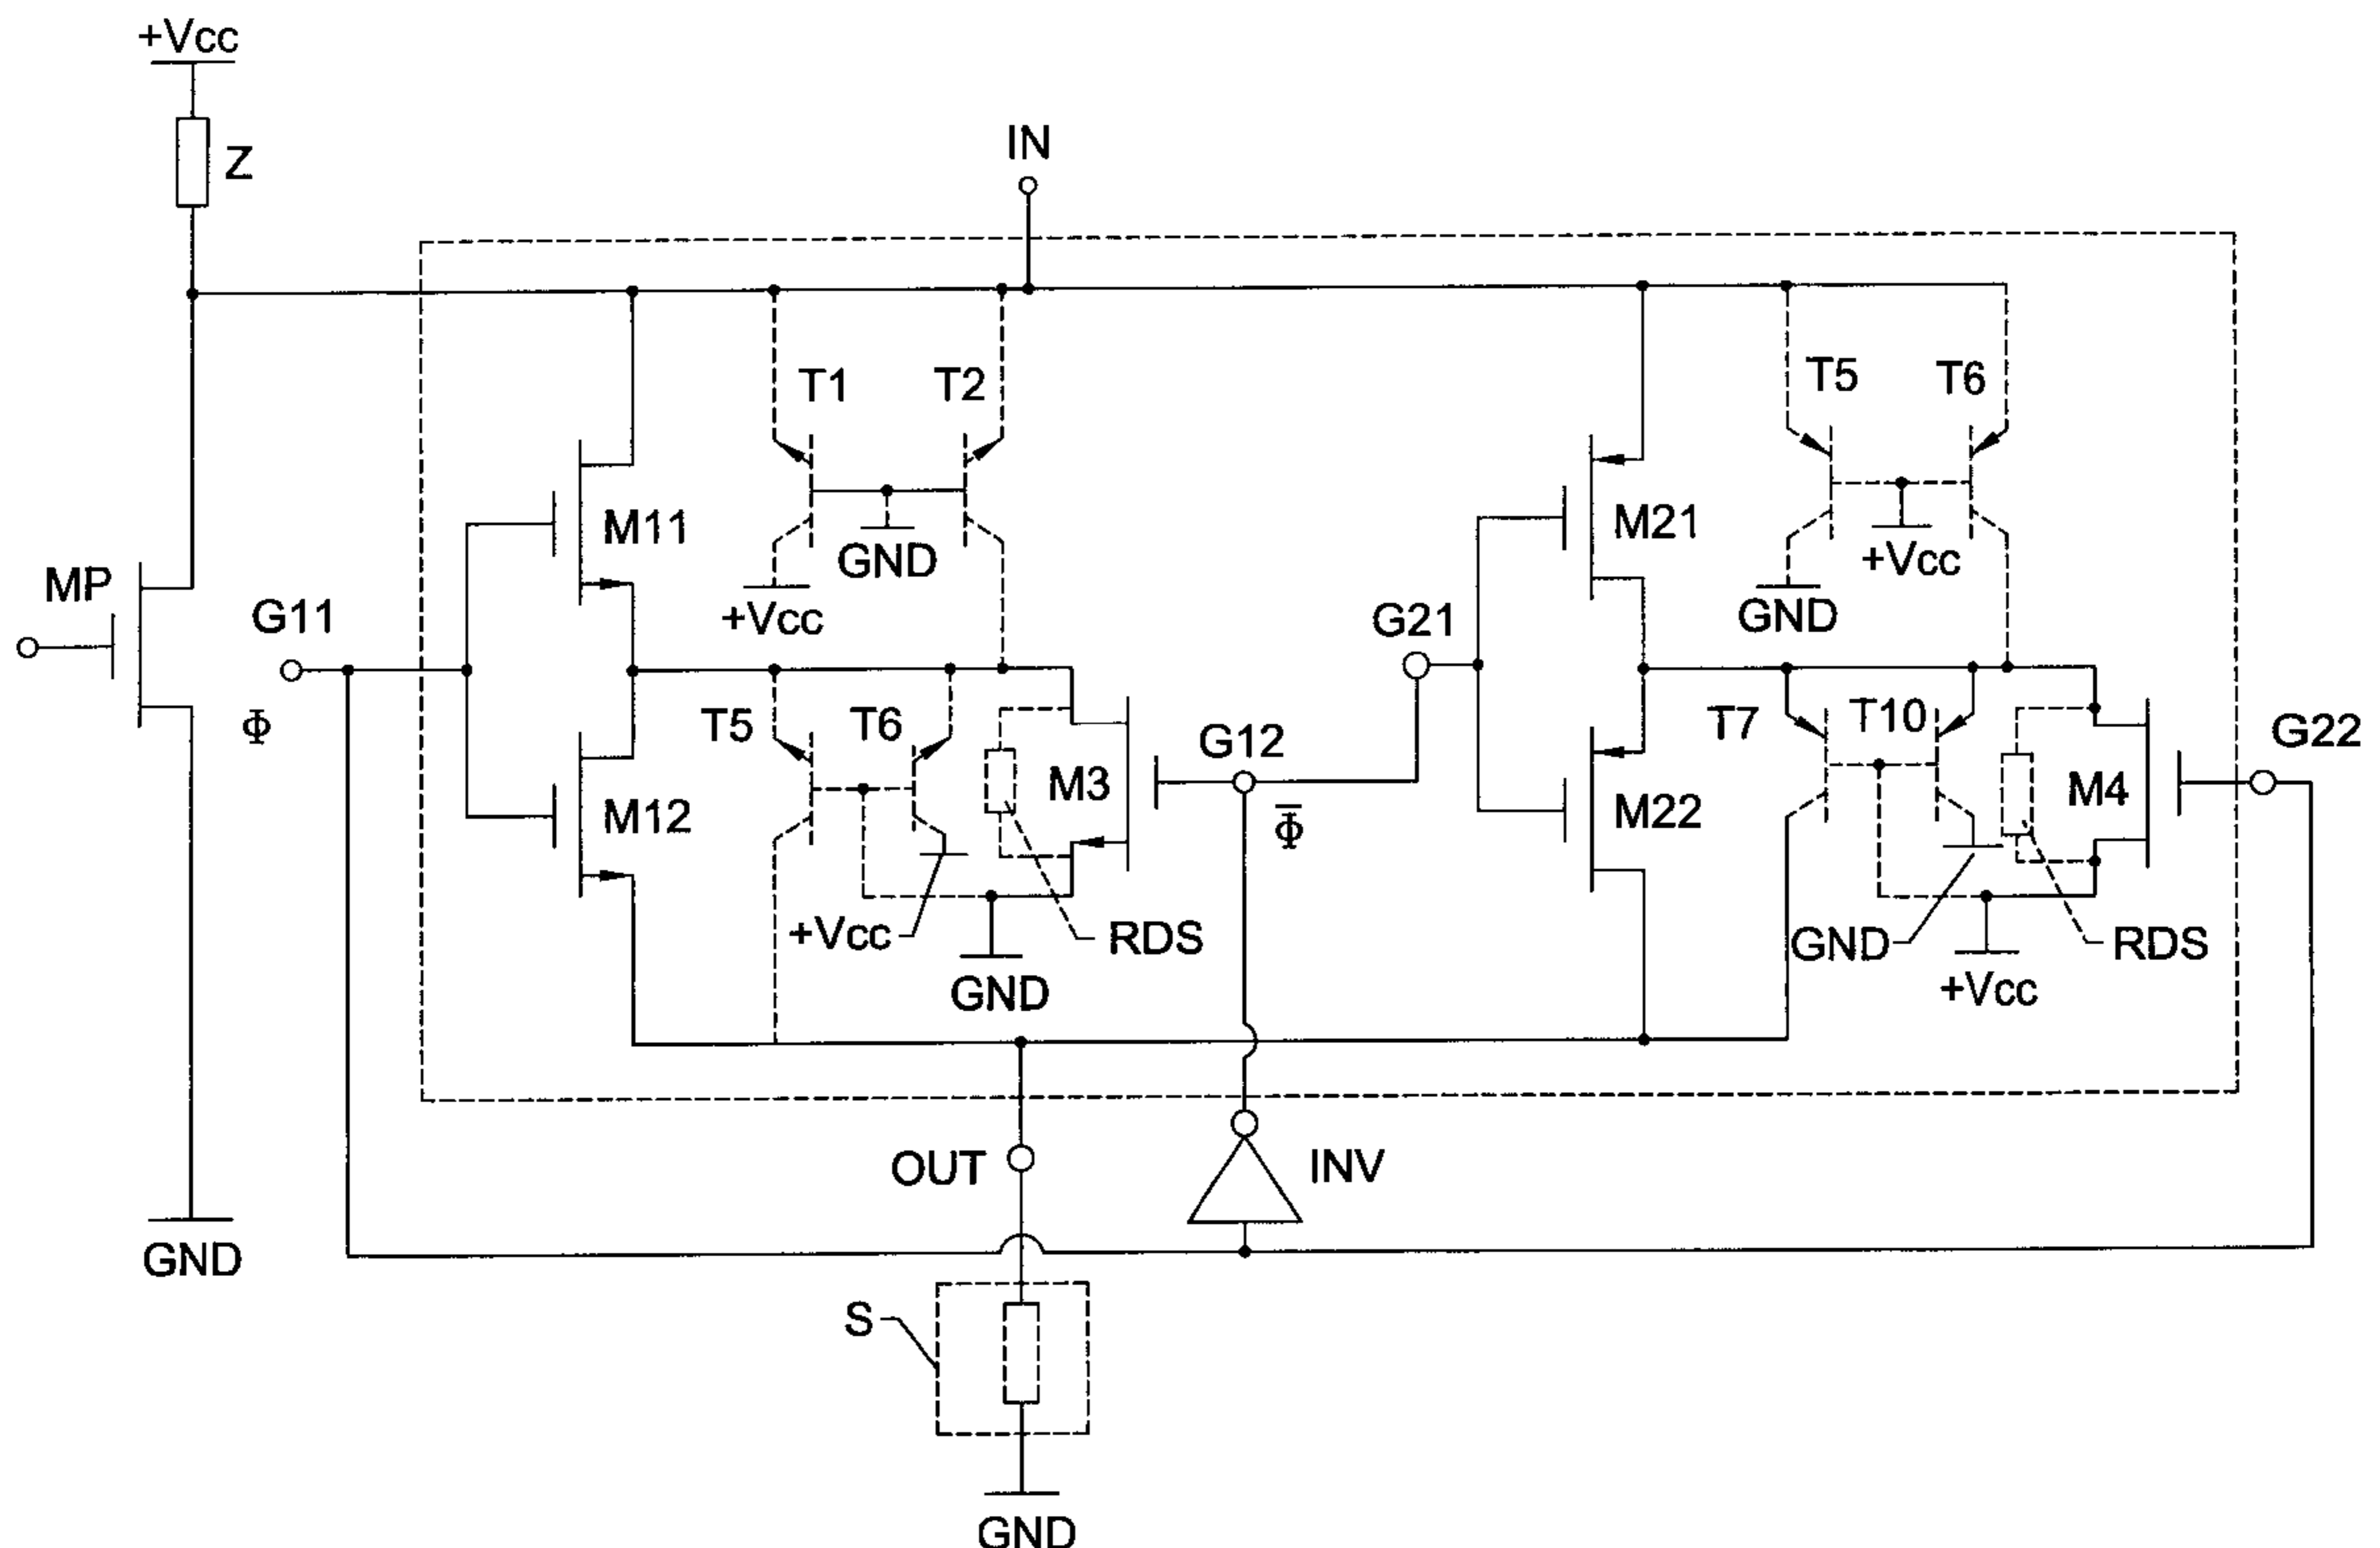 +Vcc
Z
IN
T1
T2
T5
T6
M11
GND
+Vcc
M21
+Vcc
GND
MP
G11
Φ
G21
T5
T6
M3
G12
Φ̅
T7
T10
M4
G22
M12
M22
+Vcc
RDS
GND
GND
RDS
+Vcc
OUT
INV
GND
S
GND